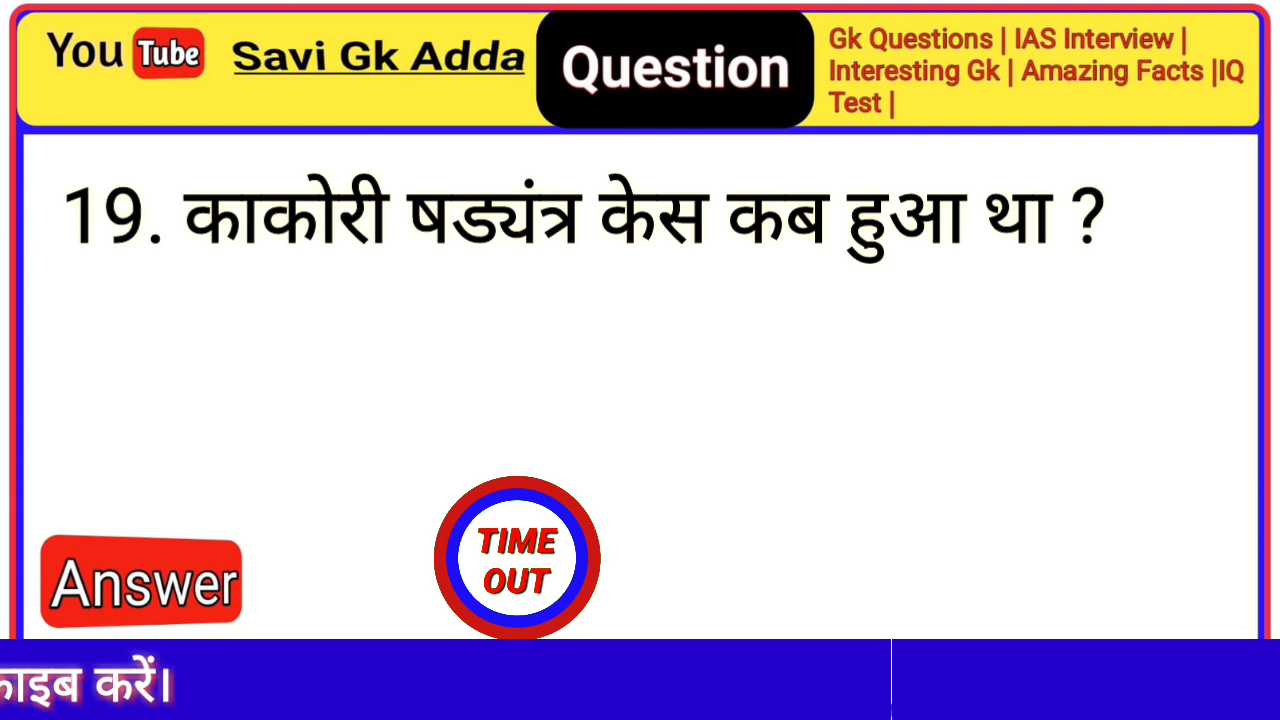 You Tube Savi Gk Adda
Question
Gk Questions | IAS Interview |
Interesting Gk | Amazing Facts |IQ
Test |
19. काकोरी षड्यंत्र केस कब हुआ था ?
TIME
OUT
Answer
करें।